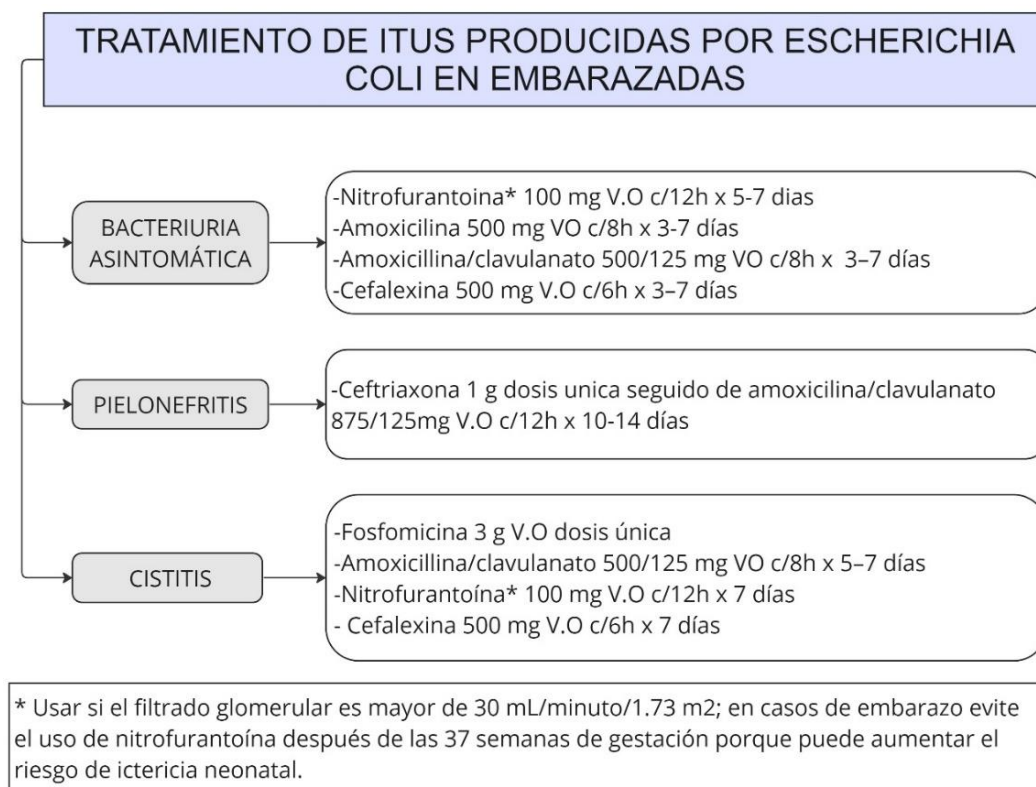 TRATAMIENTO DE ITUS PRODUCIDAS POR ESCHERICHIA
COLI EN EMBARAZADAS
BACTERIURIA
ASINTOMÁTICA
-Nitrofurantoina* 100 mg V.O c/12h x 5-7 dias
-Amoxicilina 500 mg VO c/8h x 3-7 días
-Amoxicillina/clavulanato 500/125 mg VO c/8h x 3–7 días
-Cefalexina 500 mg V.O c/6h x 3–7 días
PIELONEFRITIS
-Ceftriaxona 1 g dosis unica seguido de amoxicilina/clavulanato
875/125mg V.O c/12h x 10-14 días
CISTITIS
-Fosfomicina 3 g V.O dosis única
-Amoxicillina/clavulanato 500/125 mg VO c/8h x 5–7 días
-Nitrofurantoína* 100 mg V.O c/12h x 7 días
- Cefalexina 500 mg V.O c/6h x 7 días
* Usar si el filtrado glomerular es mayor de 30 mL/minuto/1.73 m2; en casos de embarazo evite
el uso de nitrofurantoína después de las 37 semanas de gestación porque puede aumentar el
riesgo de ictericia neonatal.